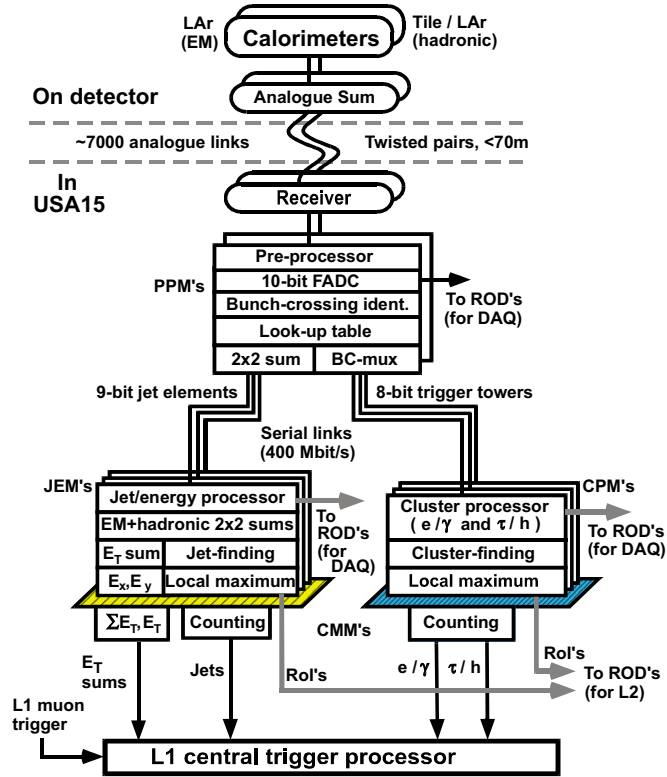 LAr
(EM)
Calorimeters
Tile / LAr
(hadronic)
On detector
Analogue Sum
~7000 analogue links
Twisted pairs, <70m
In
USA15
Receiver
PPM's
Pre-processor
10-bit FADC
Bunch-crossing ident.
Look-up table
2x2 sum
BC-mux
To ROD's
(for DAQ)
9-bit jet elements
8-bit trigger towers
Serial links
(400 Mbit/s)
JEM's
Jet/energy processor
EM+hadronic 2x2 sums
E_T sum
Jet-finding
E_x, E_y
Local maximum
To
ROD's
(for
DAQ)
CPM's
Cluster processor
( e / γ and τ / h )
Cluster-finding
Local maximum
To ROD's
(for DAQ)
ΣE_T, E_T
Counting
CMM's
Counting
E_T
sums
Jets
RoI's
e / γ
τ / h
RoI's
To ROD's
(for L2)
L1 muon
trigger
L1 central trigger processor